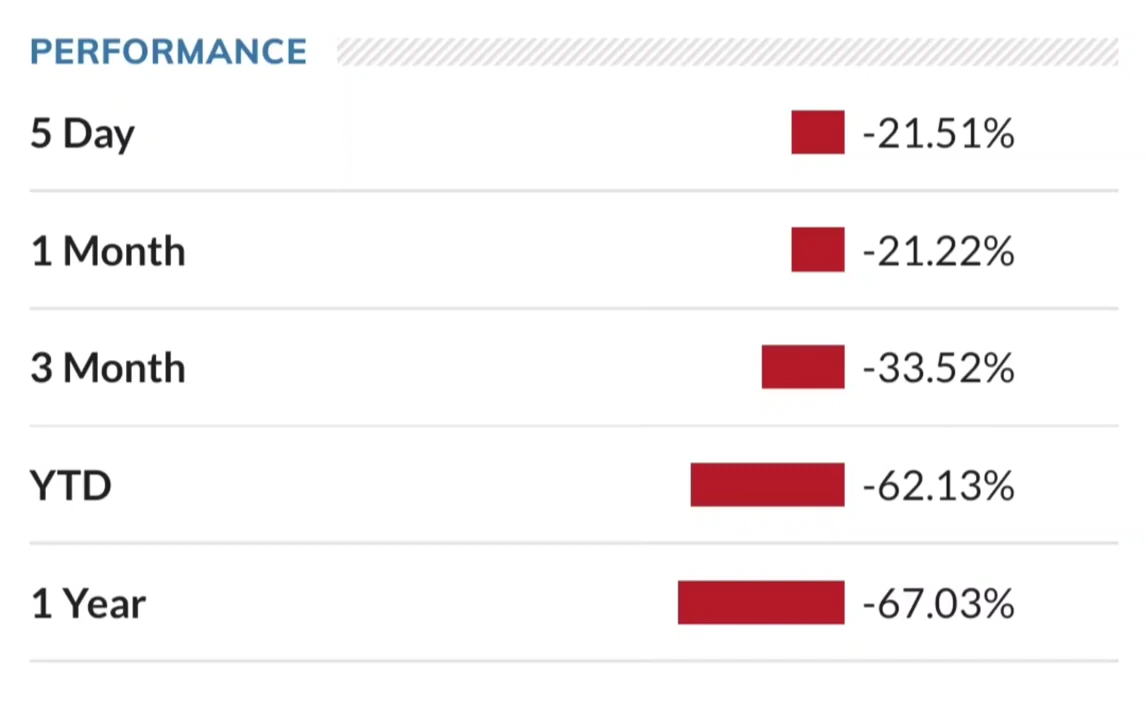 PERFORMANCE
5 Day -21.51%
1 Month -21.22%
3 Month -33.52%
YTD -62.13%
1 Year -67.03%